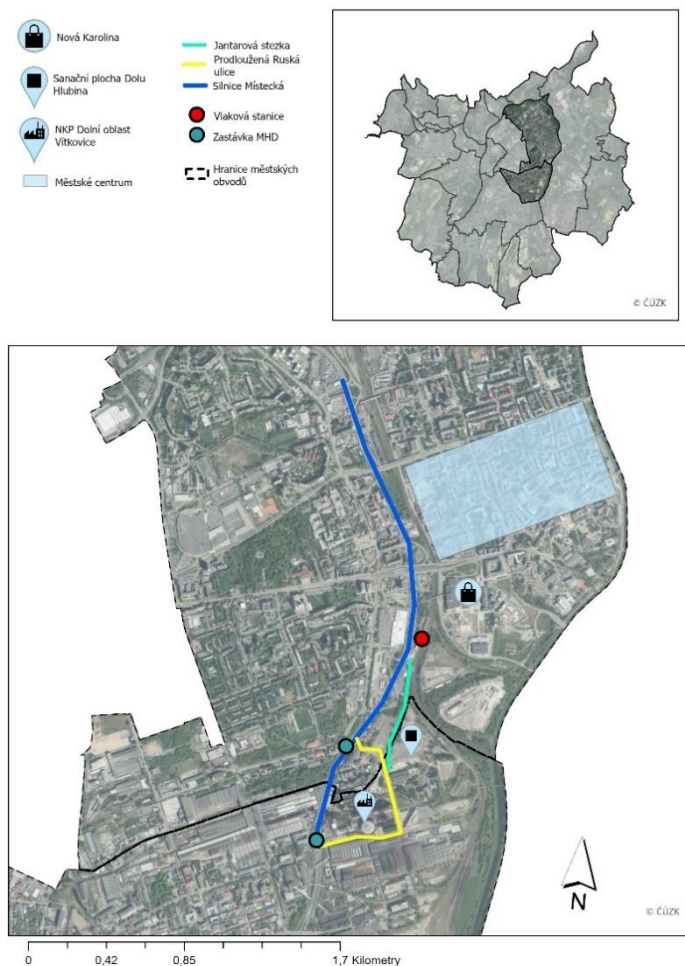 Nová Karolina
Sanační plocha Dolu
Hlubina
NKP Dolní oblast
Vítkovice
Městské centrum
Jantarová stezka
Prodloužená Ruská
ulice
Silnice Místecká
Vlaková stanice
Zastávka MHD
Hranice městských
obvodů
© ČÚZK
N
© ČÚZK
0 0,42 0,85 1,7 Kilometry